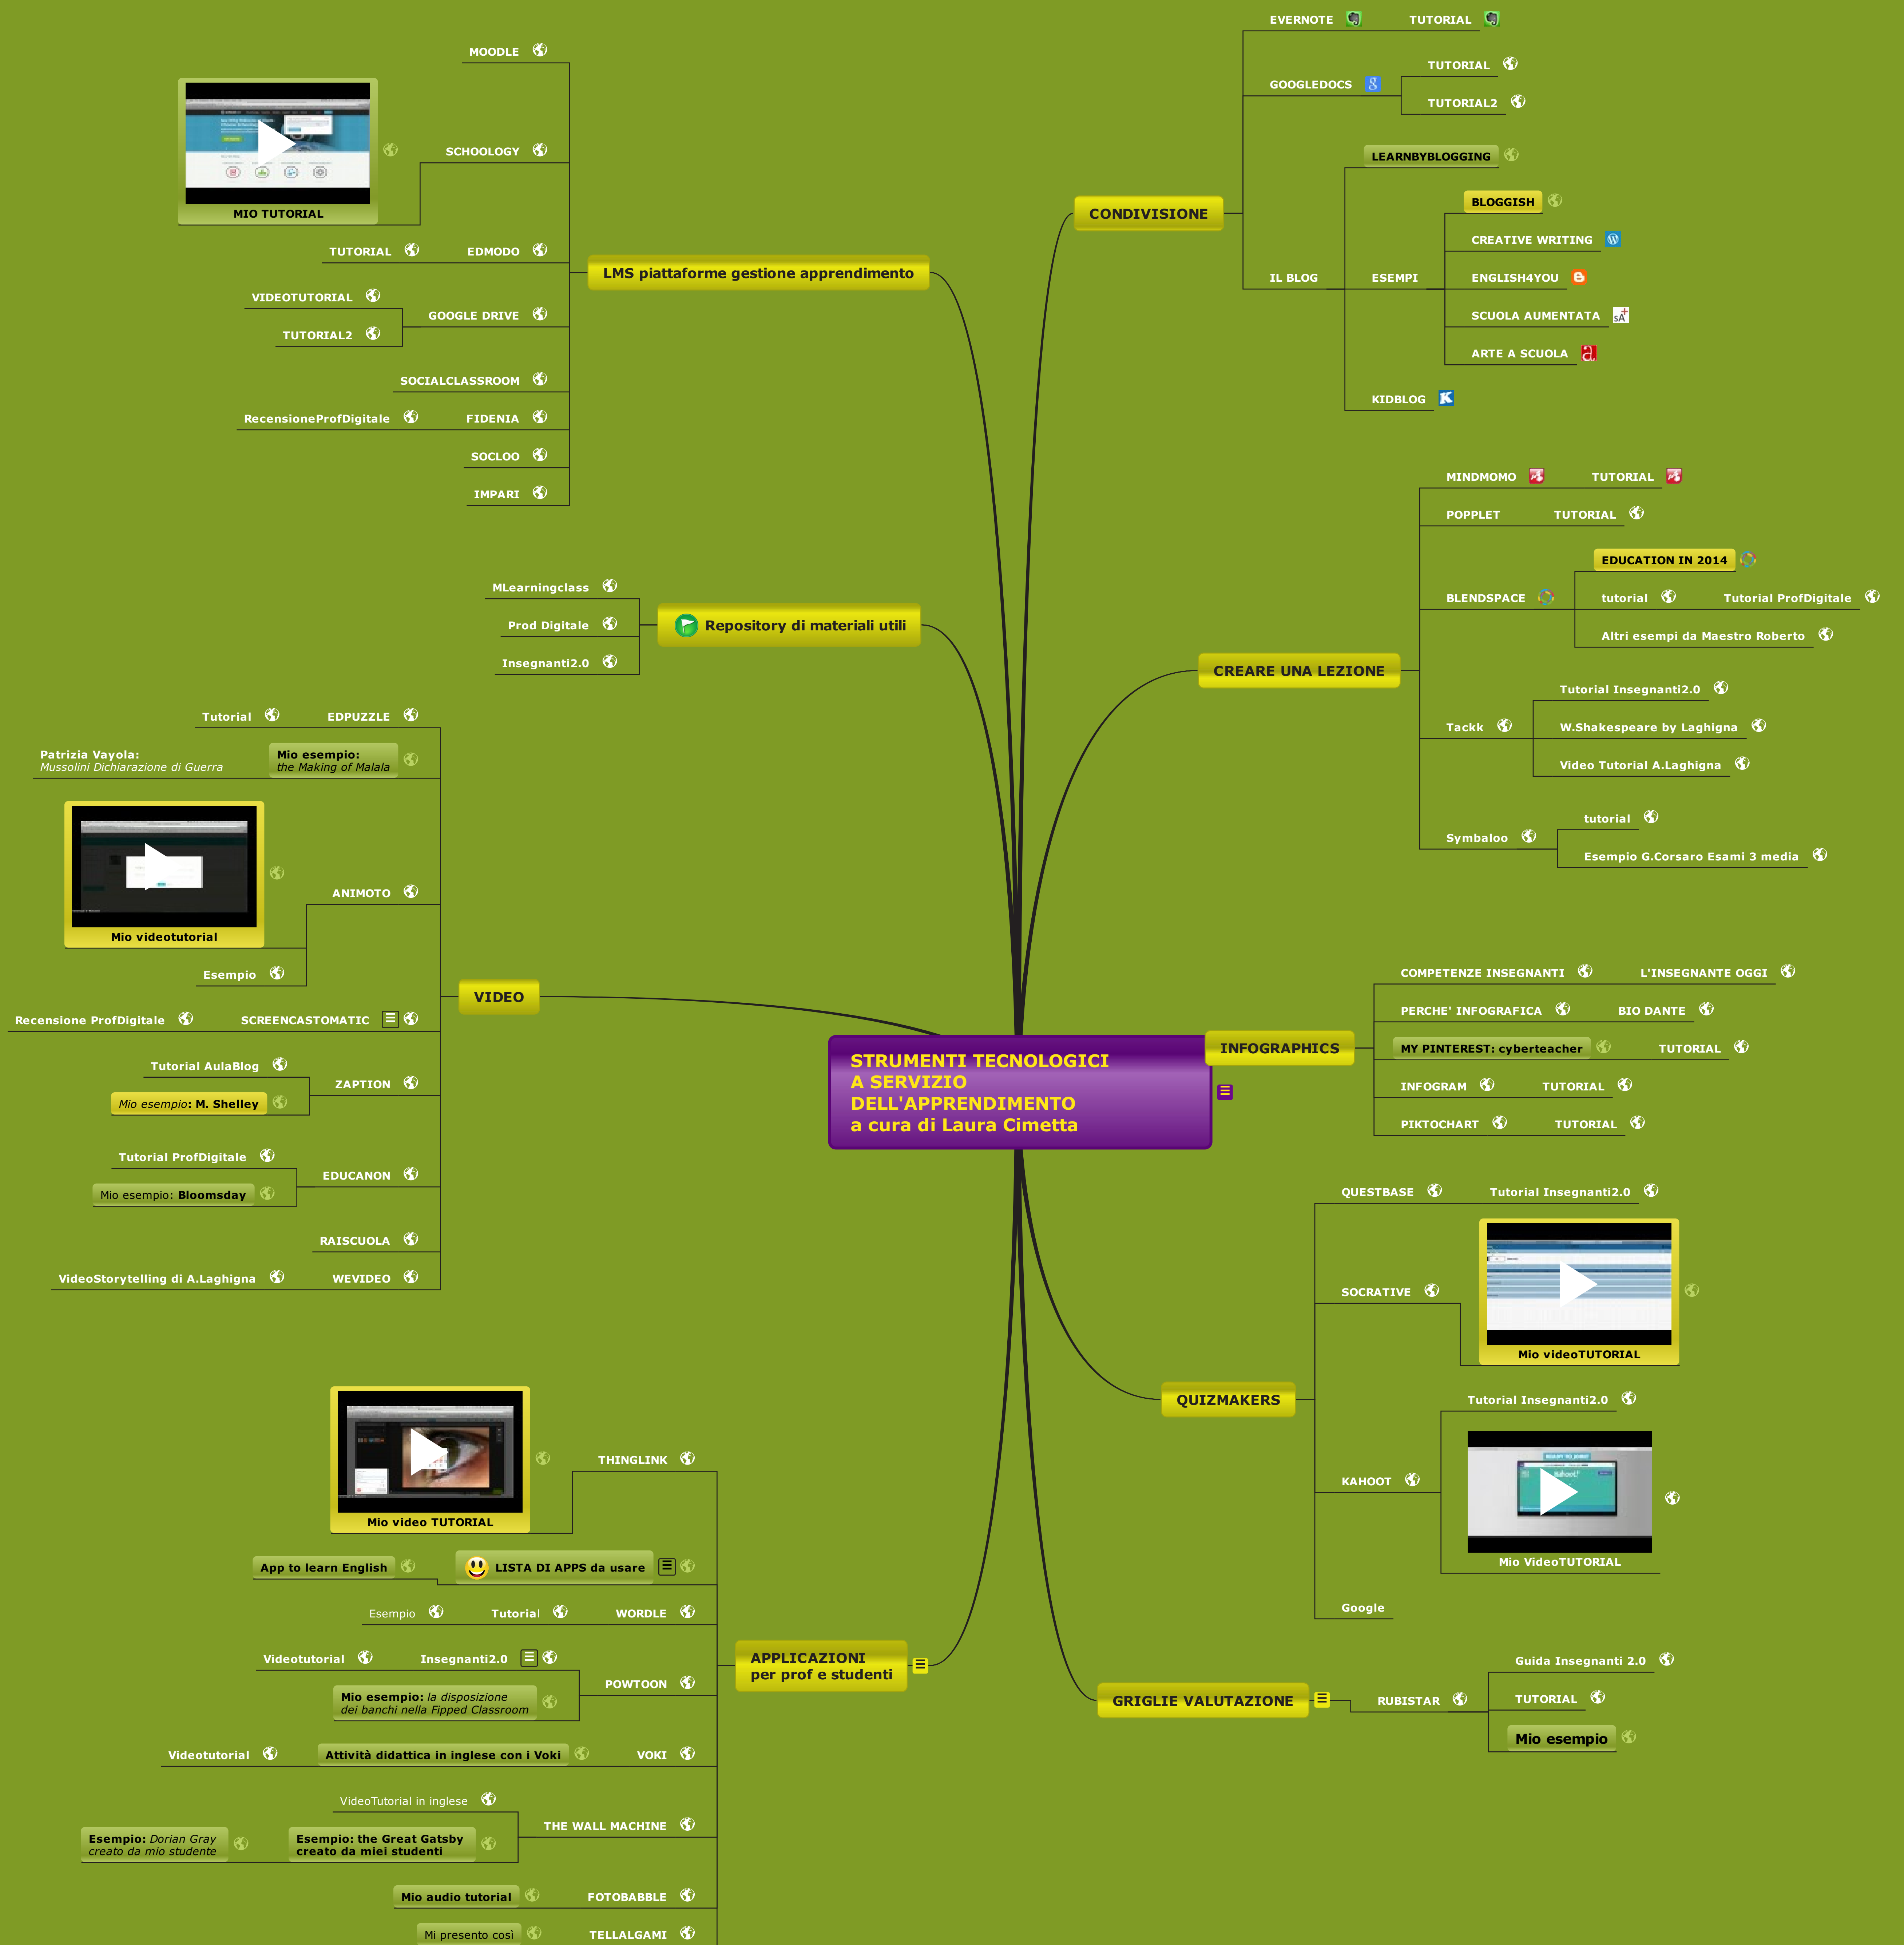 STRUMENTI TECNOLOGICI
A SERVIZIO
DELL'APPRENDIMENTO
a cura di Laura Cimetta
CONDIVISIONE
EVERNOTE
TUTORIAL
GOOGLEDOCS
TUTORIAL
TUTORIAL2
IL BLOG
LEARNBYBLOGGING
ESEMPI
BLOGGISH
CREATIVE WRITING
ENGLISH4YOU
SCUOLA AUMENTATA
ARTE A SCUOLA
KIDBLOG
CREARE UNA LEZIONE
MINDMOMO
TUTORIAL
POPPLET
TUTORIAL
BLENDSPACE
EDUCATION IN 2014
tutorial
Tutorial ProfDigitale
Altri esempi da Maestro Roberto
Tackk
Tutorial Insegnanti2.0
W.Shakespeare by Laghigna
Video Tutorial A.Laghigna
Symbaloo
tutorial
Esempio G.Corsaro Esami 3 media
INFOGRAPHICS
COMPETENZE INSEGNANTI
L'INSEGNANTE OGGI
PERCHE' INFOGRAFICA
BIO DANTE
MY PINTEREST: cyberteacher
TUTORIAL
INFOGRAM
TUTORIAL
PIKTOCHART
TUTORIAL
QUIZMAKERS
QUESTBASE
Tutorial Insegnanti2.0
SOCRATIVE
Mio videoTUTORIAL
KAHOOT
Tutorial Insegnanti2.0
Kahoot!
Mio VideoTUTORIAL
Google
GRIGLIE VALUTAZIONE
RUBISTAR
Guida Insegnanti 2.0
TUTORIAL
Mio esempio
LMS piattaforme gestione apprendimento
MOODLE
SCHOOLOGY
MIO TUTORIAL
EDMODO
TUTORIAL
GOOGLE DRIVE
VIDEOTUTORIAL
TUTORIAL2
SOCIALCLASSROOM
FIDENIA
RecensioneProfDigitale
SOCLOO
IMPARI
Repository di materiali utili
MLearningclass
Prod Digitale
Insegnanti2.0
VIDEO
EDPUZZLE
Tutorial
Mio esempio:
the Making of Malala
Patrizia Vayola:
Mussolini Dichiarazione di Guerra
ANIMOTO
Mio videotutorial
Esempio
SCREENCASTOMATIC
Recensione ProfDigitale
ZAPTION
Tutorial AulaBlog
Mio esempio: M. Shelley
EDUCANON
Tutorial ProfDigitale
Mio esempio: Bloomsday
RAISCUOLA
WEVIDEO
VideoStorytelling di A.Laghigna
APPLICAZIONI
per prof e studenti
THINGLINK
Mio video TUTORIAL
LISTA DI APPS da usare
App to learn English
WORDLE
Tutorial
Esempio
POWTOON
Insegnanti2.0
Videotutorial
Mio esempio: la disposizione
dei banchi nella Fipped Classroom
VOKI
Attività didattica in inglese con i Voki
Videotutorial
THE WALL MACHINE
VideoTutorial in inglese
Esempio: the Great Gatsby
creato da miei studenti
Esempio: Dorian Gray
creato da mio studente
FOTOBABBLE
Mio audio tutorial
TELLALGAMI
Mi presento così